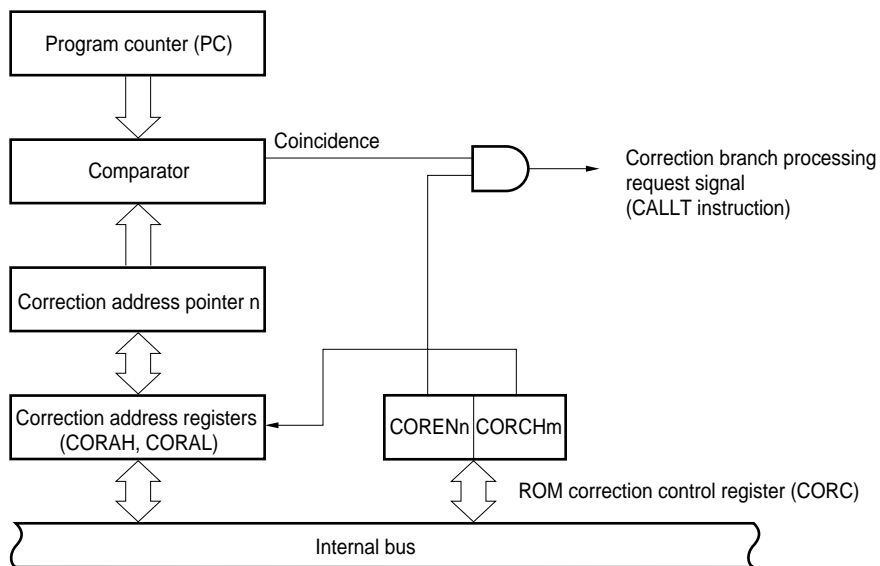 Program counter (PC)
Comparator
Coincidence
Correction branch processing
request signal
(CALLT instruction)
Correction address pointer n
Correction address registers
(CORAH, CORAL)
CORENn
CORCHm
ROM correction control register (CORC)
Internal bus